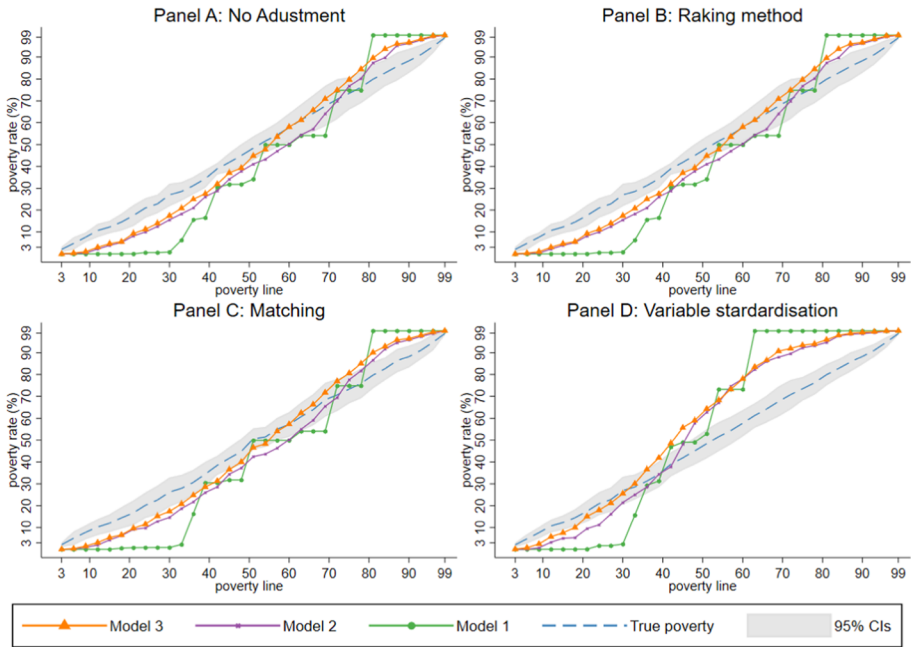 Panel A: No Adustment
Panel B: Raking method
poverty rate (%)
99
90
80
70
60
50
40
30
20
10
3
3 10 20 30 40 50 60 70 80 90 99
poverty line
poverty rate (%)
99
90
80
70
60
50
40
30
20
10
3
3 10 20 30 40 50 60 70 80 90 99
poverty line
Panel C: Matching
Panel D: Variable stardardisation
poverty rate (%)
99
90
80
70
60
50
40
30
20
10
3
3 10 20 30 40 50 60 70 80 90 99
poverty line
poverty rate (%)
99
90
80
70
60
50
40
30
20
10
3
3 10 20 30 40 50 60 70 80 90 99
poverty line
Model 3 Model 2 Model 1 True poverty 95% CIs